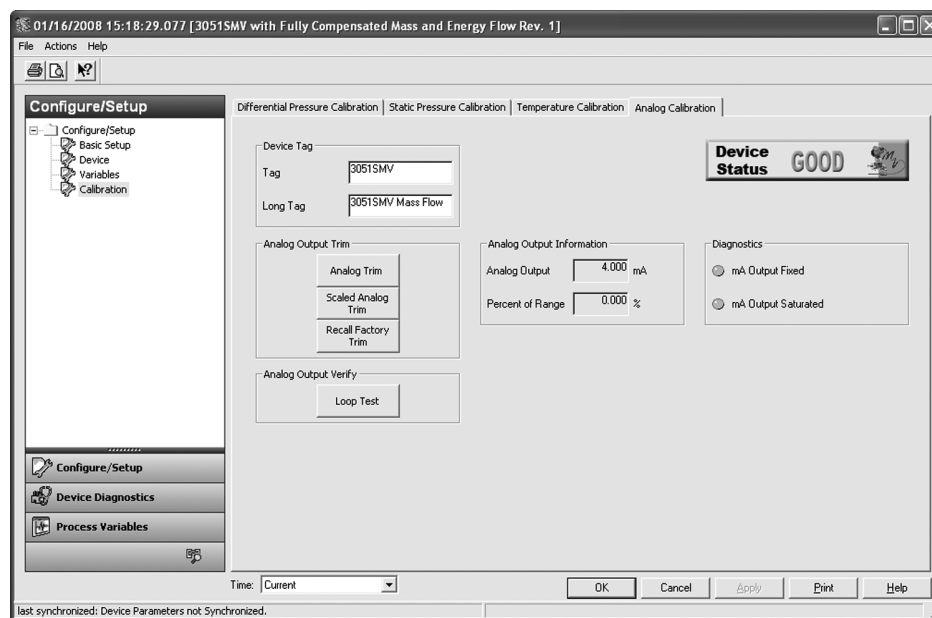 01/16/2008 15:18:29.077 [3051SMV with Fully Compensated Mass and Energy Flow Rev. 1]
File Actions Help
Configure/Setup
Configure/Setup
Basic Setup
Device
Variables
Calibration
Configure/Setup
Device Diagnostics
Process Variables
Differential Pressure Calibration Static Pressure Calibration Temperature Calibration Analog Calibration
Device Tag
Tag 3051SMV
Long Tag 3051SMV Mass Flow
Device Status GOOD
Analog Output Trim
Analog Trim
Scaled Analog
Trim
Recall Factory
Trim
Analog Output Information
Analog Output 4.000 mA
Percent of Range 0.000 %
Diagnostics
mA Output Fixed
mA Output Saturated
Analog Output Verify
Loop Test
Time: Current
OK Cancel Apply Print Help
last synchronized: Device Parameters not Synchronized.